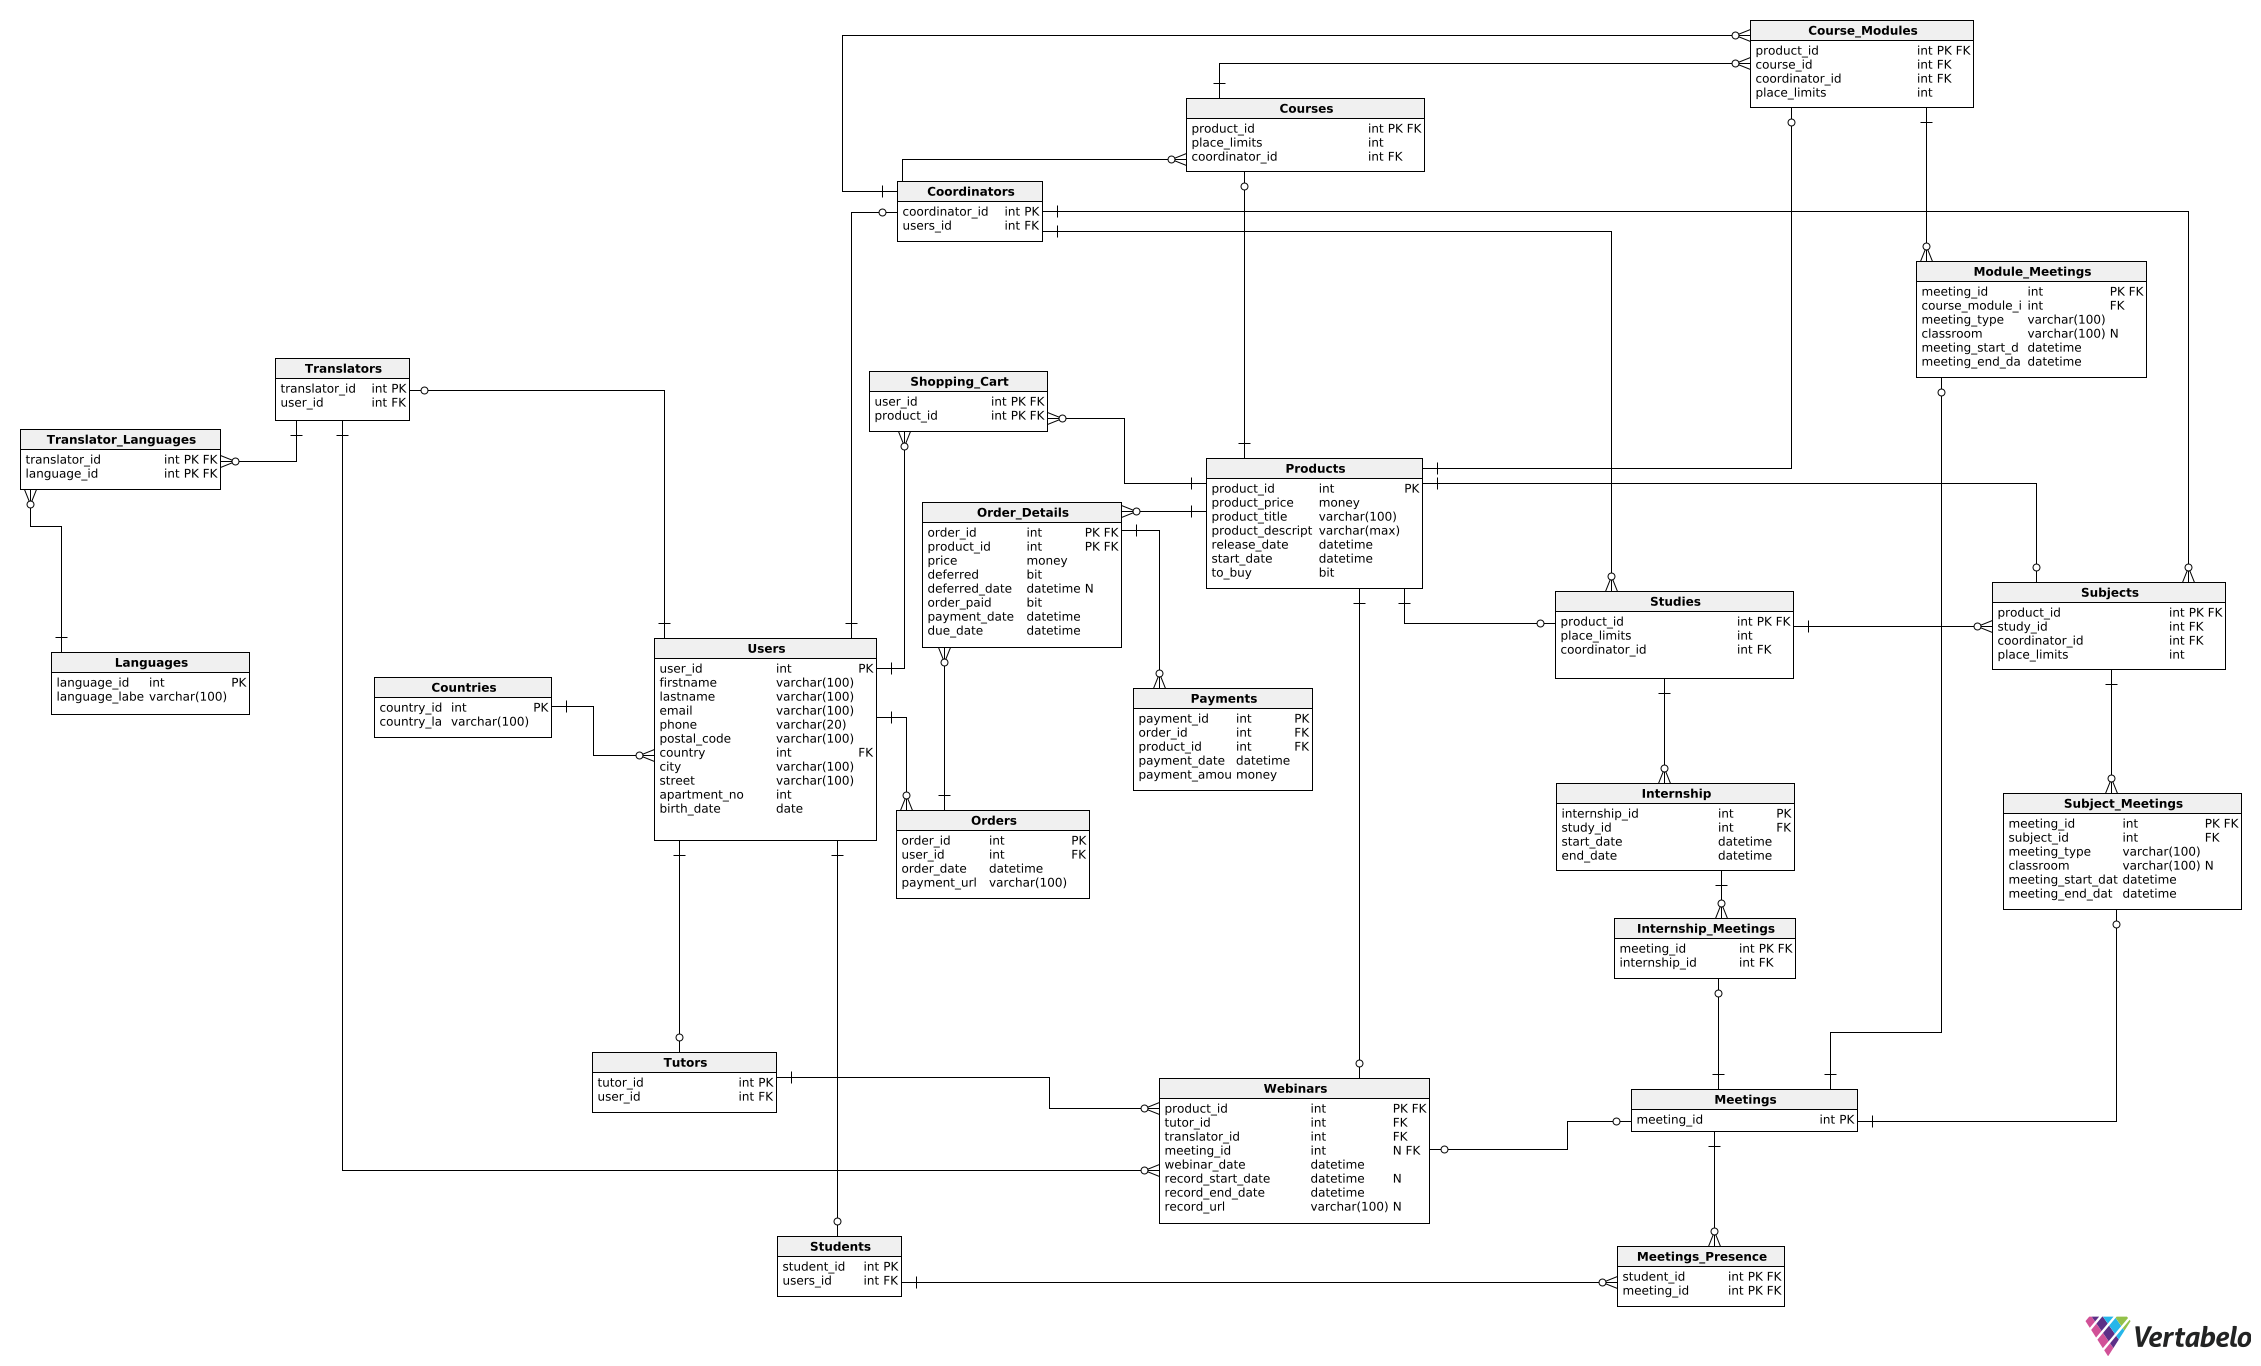 Course_Modules
product_id int PK FK
course_id int FK
coordinator_id int FK
place_limits int
Courses
product_id int PK FK
place_limits int
coordinator_id int FK
Coordinators
coordinator_id int PK
users_id int FK
Module_Meetings
meeting_id int PK FK
course_module_i int FK
meeting_type varchar(100)
classroom varchar(100) N
meeting_start_d datetime
meeting_end_da datetime
Translators
translator_id int PK
user_id int FK
Shopping_Cart
user_id int PK FK
product_id int PK FK
Translator_Languages
translator_id int PK FK
language_id int PK FK
Products
product_id int PK
product_price money
product_title varchar(100)
product_descript varchar(max)
release_date datetime
start_date datetime
to_buy bit
Order_Details
order_id int PK FK
product_id int PK FK
price money
deferred bit
deferred_date datetime N
order_paid bit
payment_date datetime
due_date datetime
Studies
product_id int PK FK
place_limits int
coordinator_id int FK
Subjects
product_id int PK FK
study_id int FK
coordinator_id int FK
place_limits int
Languages
language_id int PK
language_labe varchar(100)
Countries
country_id int PK
country_la varchar(100)
Users
user_id int PK
firstname varchar(100)
lastname varchar(100)
email varchar(100)
phone varchar(20)
postal_code varchar(100)
country int FK
city varchar(100)
street varchar(100)
apartment_no int
birth_date date
Payments
payment_id int PK
order_id int FK
product_id int FK
payment_date datetime
payment_amou money
Orders
order_id int PK
user_id int FK
order_date datetime
payment_url varchar(100)
Internship
internship_id int PK
study_id int FK
start_date datetime
end_date datetime
Subject_Meetings
meeting_id int PK FK
subject_id int FK
meeting_type varchar(100)
classroom varchar(100) N
meeting_start_dat datetime
meeting_end_dat datetime
Internship_Meetings
meeting_id int PK FK
internship_id int FK
Tutors
tutor_id int PK
user_id int FK
Webinars
product_id int PK FK
tutor_id int FK
translator_id int FK
meeting_id int N FK
webinar_date datetime
record_start_date datetime N
record_end_date datetime
record_url varchar(100) N
Meetings
meeting_id int PK
Students
student_id int PK
users_id int FK
Meetings_Presence
student_id int PK FK
meeting_id int PK FK
Vertabelo